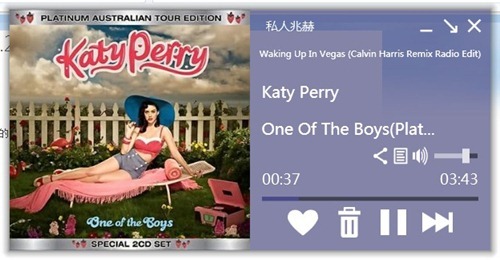 PLATINUM AUSTRALIAN TOUR EDITION
Katy Perry
One of the Boys
SPECIAL 2CD SET
私人兆赫
Waking Up In Vegas (Calvin Harris Remix Radio Edit)
Katy Perry
One Of The Boys(Plat...
00:37
03:43
的